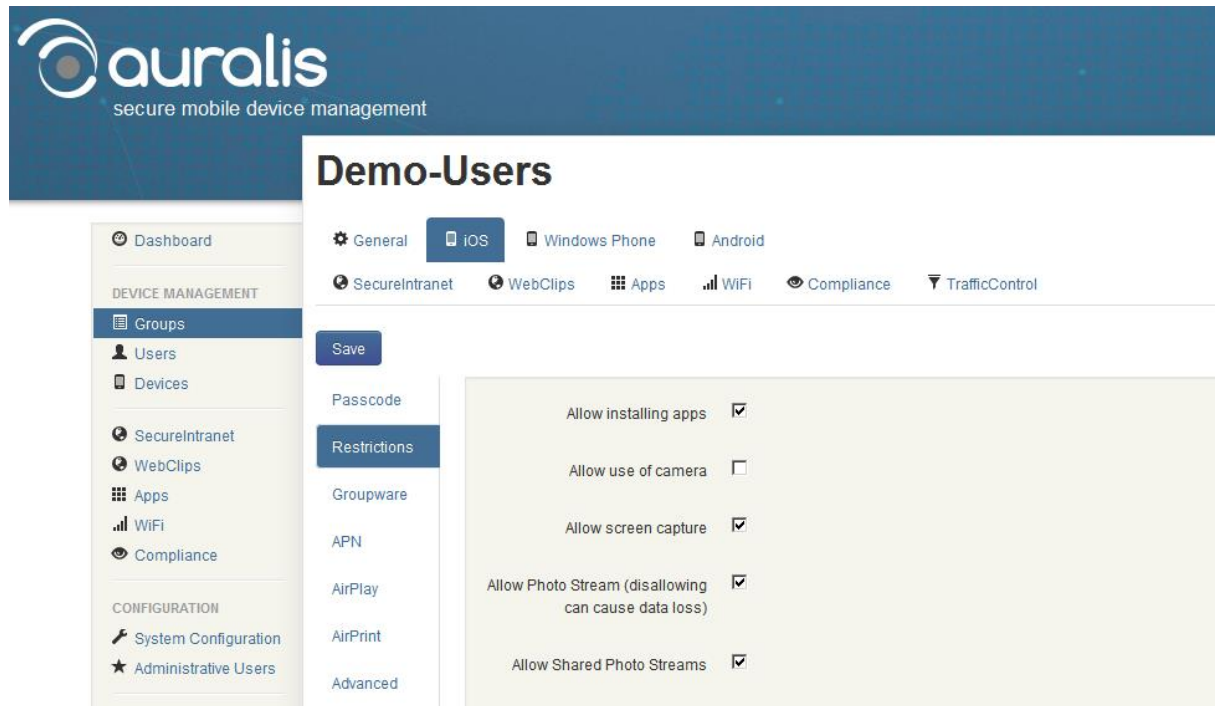 auralis
secure mobile device management
Demo-Users
General iOS Windows Phone Android
SecureIntranet WebClips Apps WiFi Compliance TrafficControl
Save
Dashboard
DEVICE MANAGEMENT
Groups
Users
Devices
SecureIntranet
WebClips
Apps
WiFi
Compliance
CONFIGURATION
System Configuration
Administrative Users
Passcode
Restrictions
Groupware
APN
AirPlay
AirPrint
Advanced
Allow installing apps
Allow use of camera
Allow screen capture
Allow Photo Stream (disallowing
can cause data loss)
Allow Shared Photo Streams